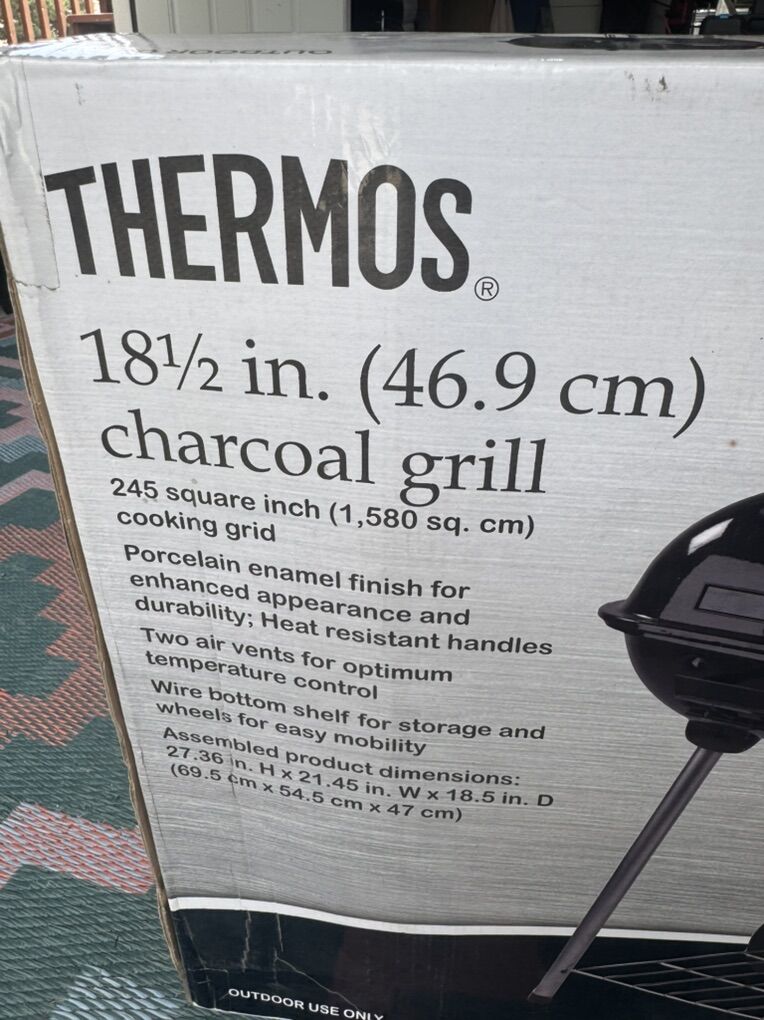 OUTDOOR
THERMOS®
18½ in. (46.9 cm)
charcoal grill
245 square inch (1,580 sq. cm)
cooking grid
Porcelain enamel finish for
enhanced appearance and
durability; Heat resistant handles
Two air vents for optimum
temperature control
Wire bottom shelf for storage and
wheels for easy mobility
Assembled product dimensions:
27.36 in. H x 21.45 in. W x 18.5 in. D
(69.5 cm x 54.5 cm x 47 cm)
OUTDOOR USE ONLY